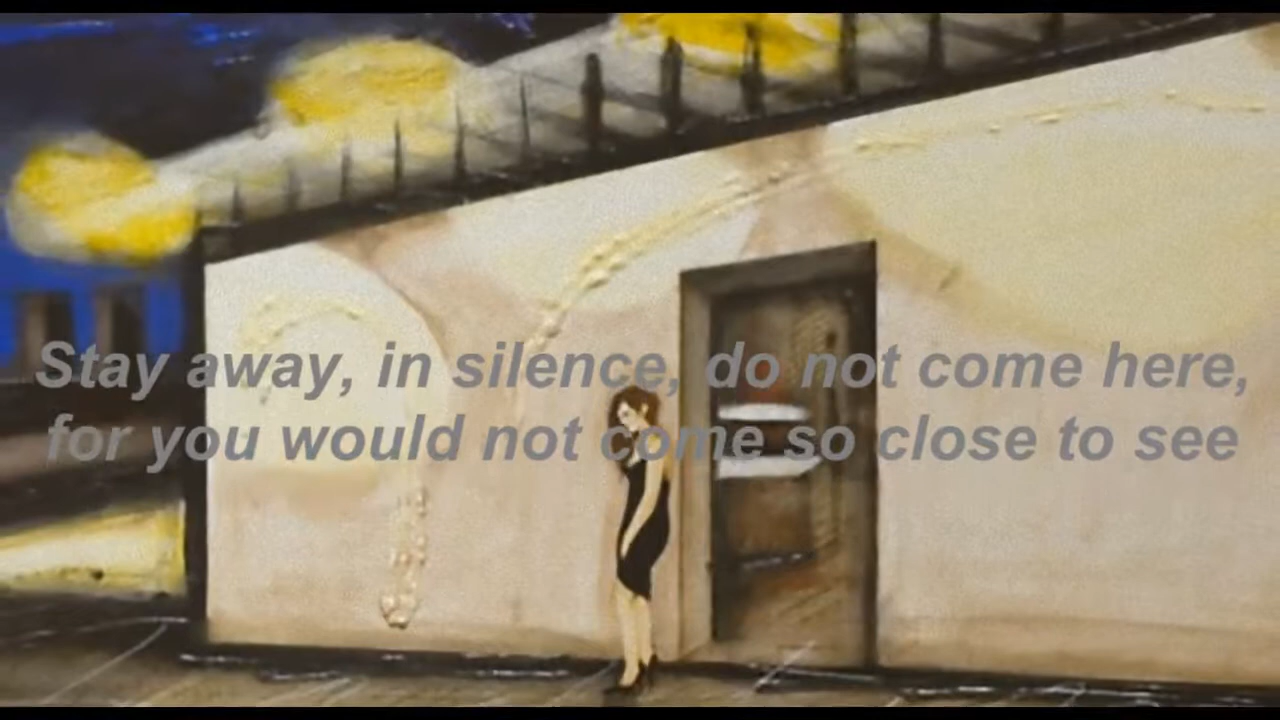 Stay away, in silence, do not come here,
for you would not come so close to see